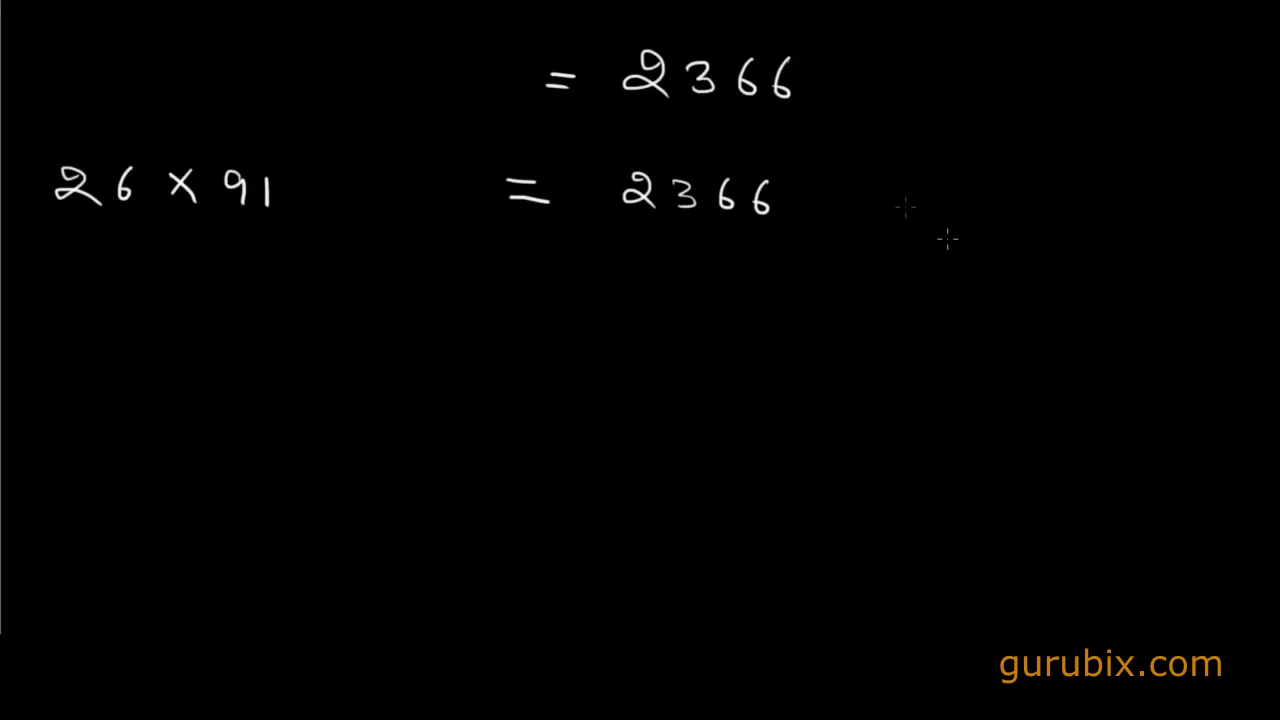 = 2366
26 × 91 = 2366
gurubix.com